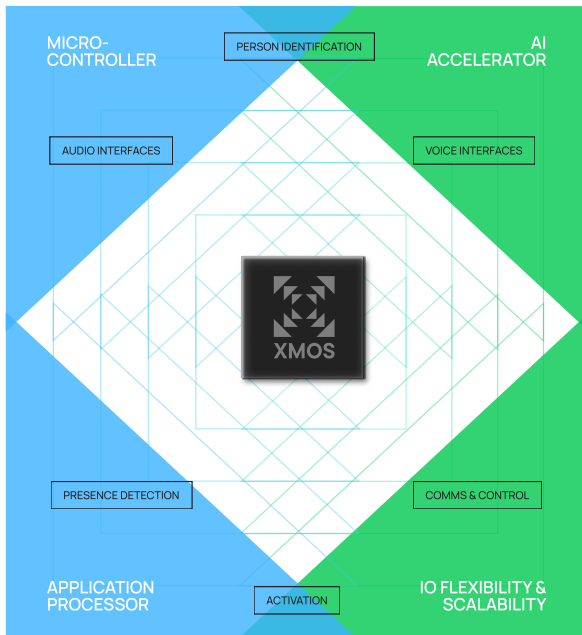 MICRO-
CONTROLLER
PERSON IDENTIFICATION
AI
ACCELERATOR
AUDIO INTERFACES
VOICE INTERFACES
XMOS
PRESENCE DETECTION
COMMS & CONTROL
APPLICATION
PROCESSOR
ACTIVATION
IO FLEXIBILITY &
SCALABILITY